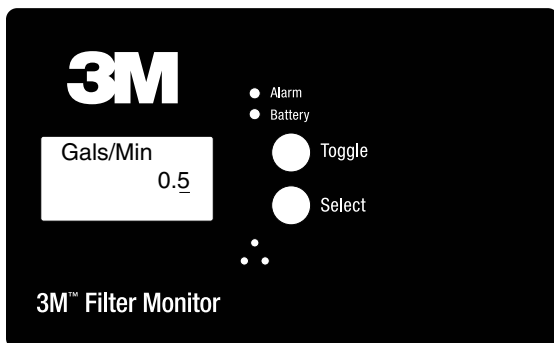 3M
Alarm
Battery
Gals/Min
0.5
Toggle
Select
3M™ Filter Monitor